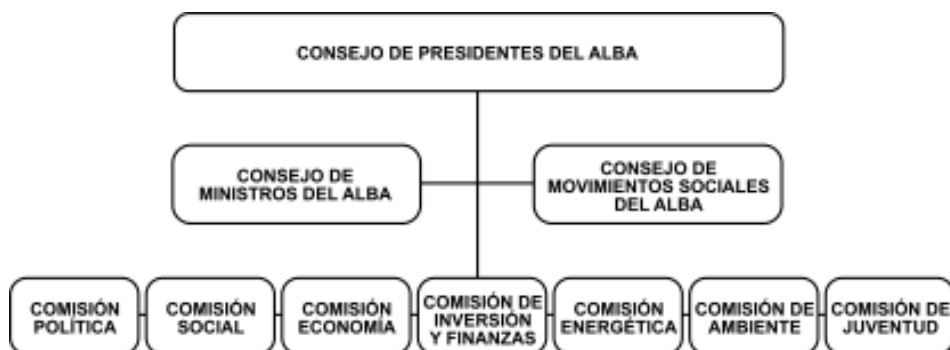 CONSEJO DE PRESIDENTES DEL ALBA
CONSEJO DE
MINISTROS DEL ALBA
CONSEJO DE
MOVIMIENTOS SOCIALES
DEL ALBA
COMISIÓN
POLÍTICA
COMISIÓN
SOCIAL
COMISIÓN
ECONOMÍA
COMISIÓN DE
INVERSIÓN
Y FINANZAS
COMISIÓN
ENERGÉTICA
COMISIÓN DE
AMBIENTE
COMISIÓN DE
JUVENTUD